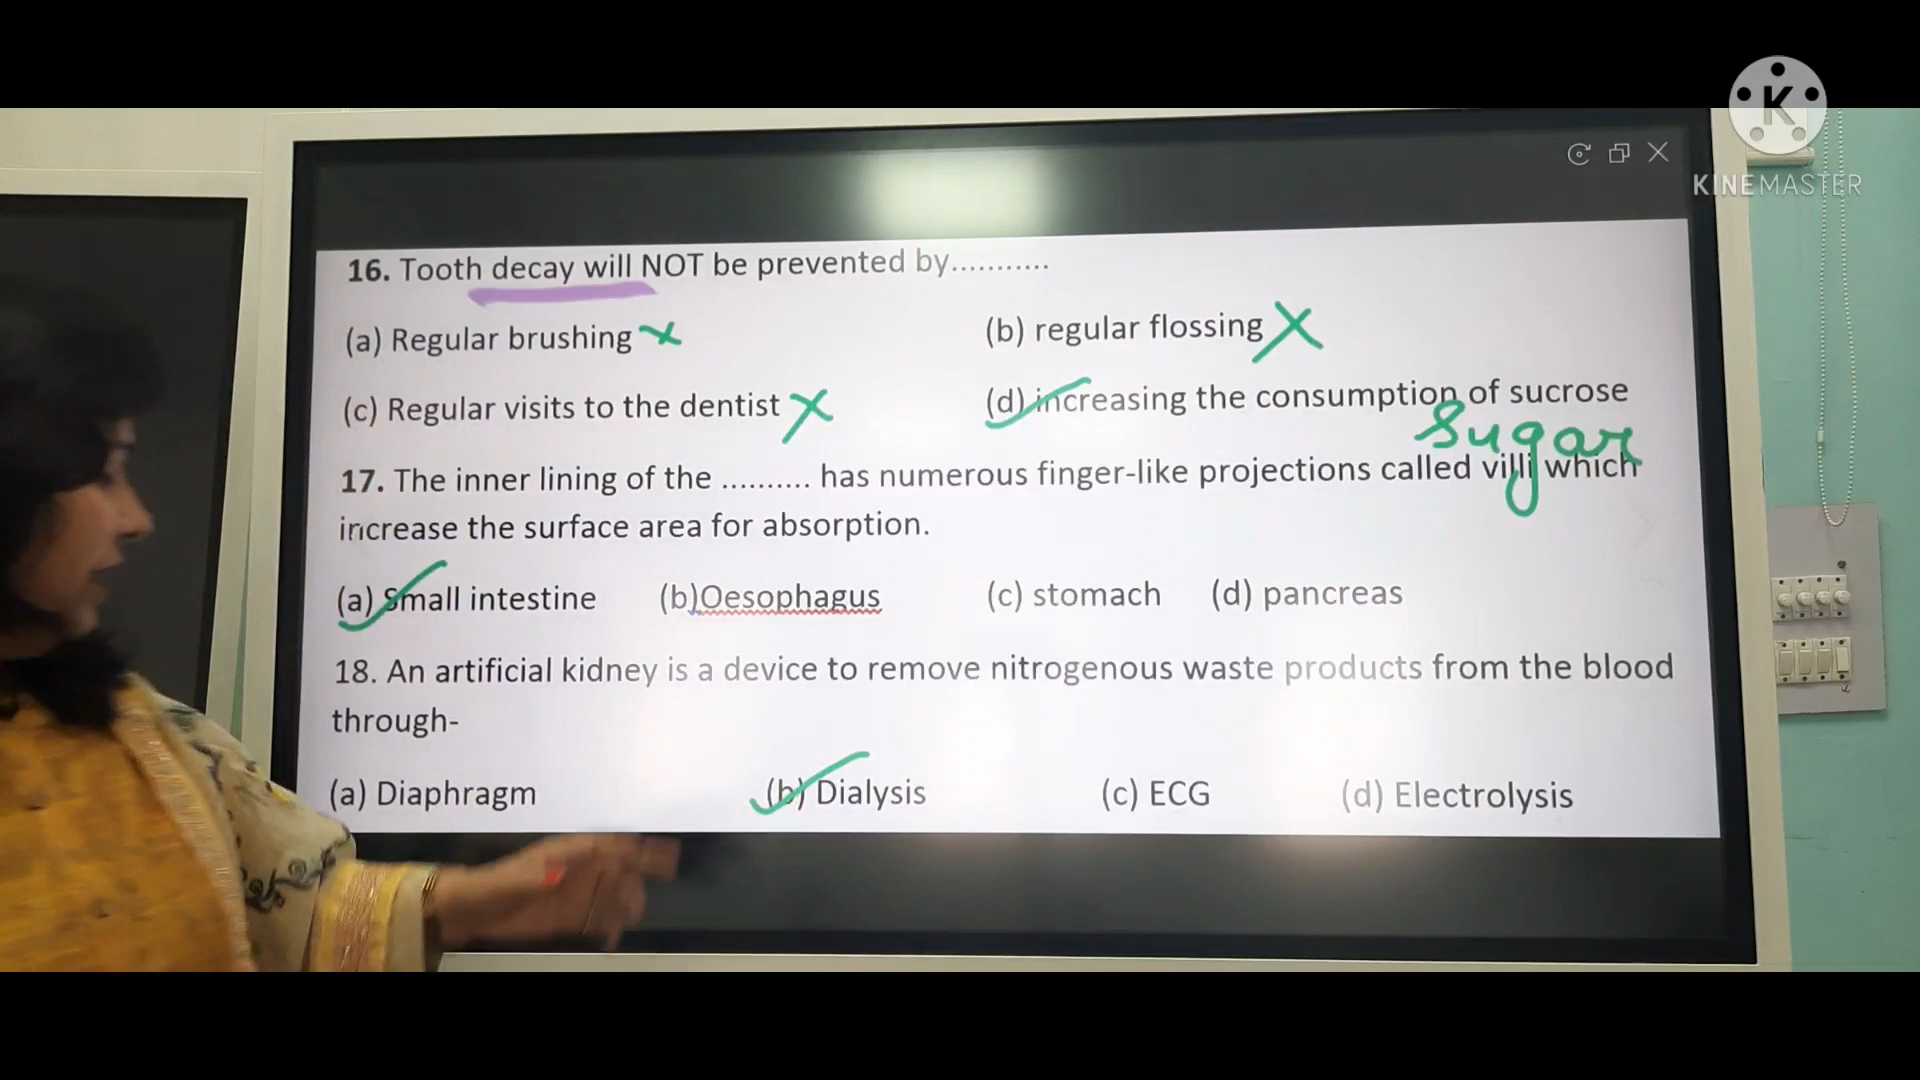 KINEMASTER
16. Tooth decay will NOT be prevented by...........
(a) Regular brushing (b) regular flossing
(c) Regular visits to the dentist (d) increasing the consumption of sucrose
Sugar
17. The inner lining of the .......... has numerous finger-like projections called villi which
increase the surface area for absorption.
(a) Small intestine (b)Oesophagus (c) stomach (d) pancreas
18. An artificial kidney is a device to remove nitrogenous waste products from the blood
through-
(a) Diaphragm (b) Dialysis (c) ECG (d) Electrolysis